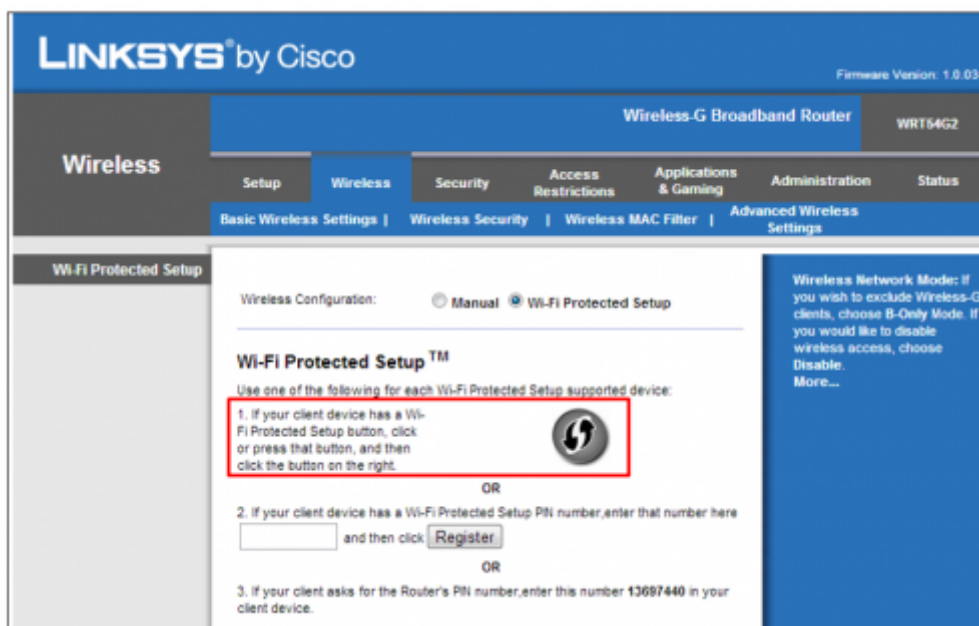 LINKSYS® by Cisco
Firmware Version: 1.0.03
Wireless-G Broadband Router
WRT54G2
Wireless
Setup
Wireless
Security
Access
Restrictions
Applications
& Gaming
Administration
Status
Basic Wireless Settings |
Wireless Security |
Wireless MAC Filter |
Advanced Wireless
Settings
Wi-Fi Protected Setup
Wireless Configuration:
Manual
Wi-Fi Protected Setup
Wi-Fi Protected Setup TM
Use one of the following for each Wi-Fi Protected Setup supported device:
1. If your client device has a Wi-
Fi Protected Setup button, click
or press that button, and then
click the button on the right.
OR
2. If your client device has a Wi-Fi Protected Setup PIN number,enter that number here
and then click Register
OR
3. If your client asks for the Router's PIN number,enter this number 13697440 in your
client device.
Wireless Network Mode: If
you wish to exclude Wireless-G
clients, choose B-Only Mode. If
you would like to disable
wireless access, choose
Disable.
More...